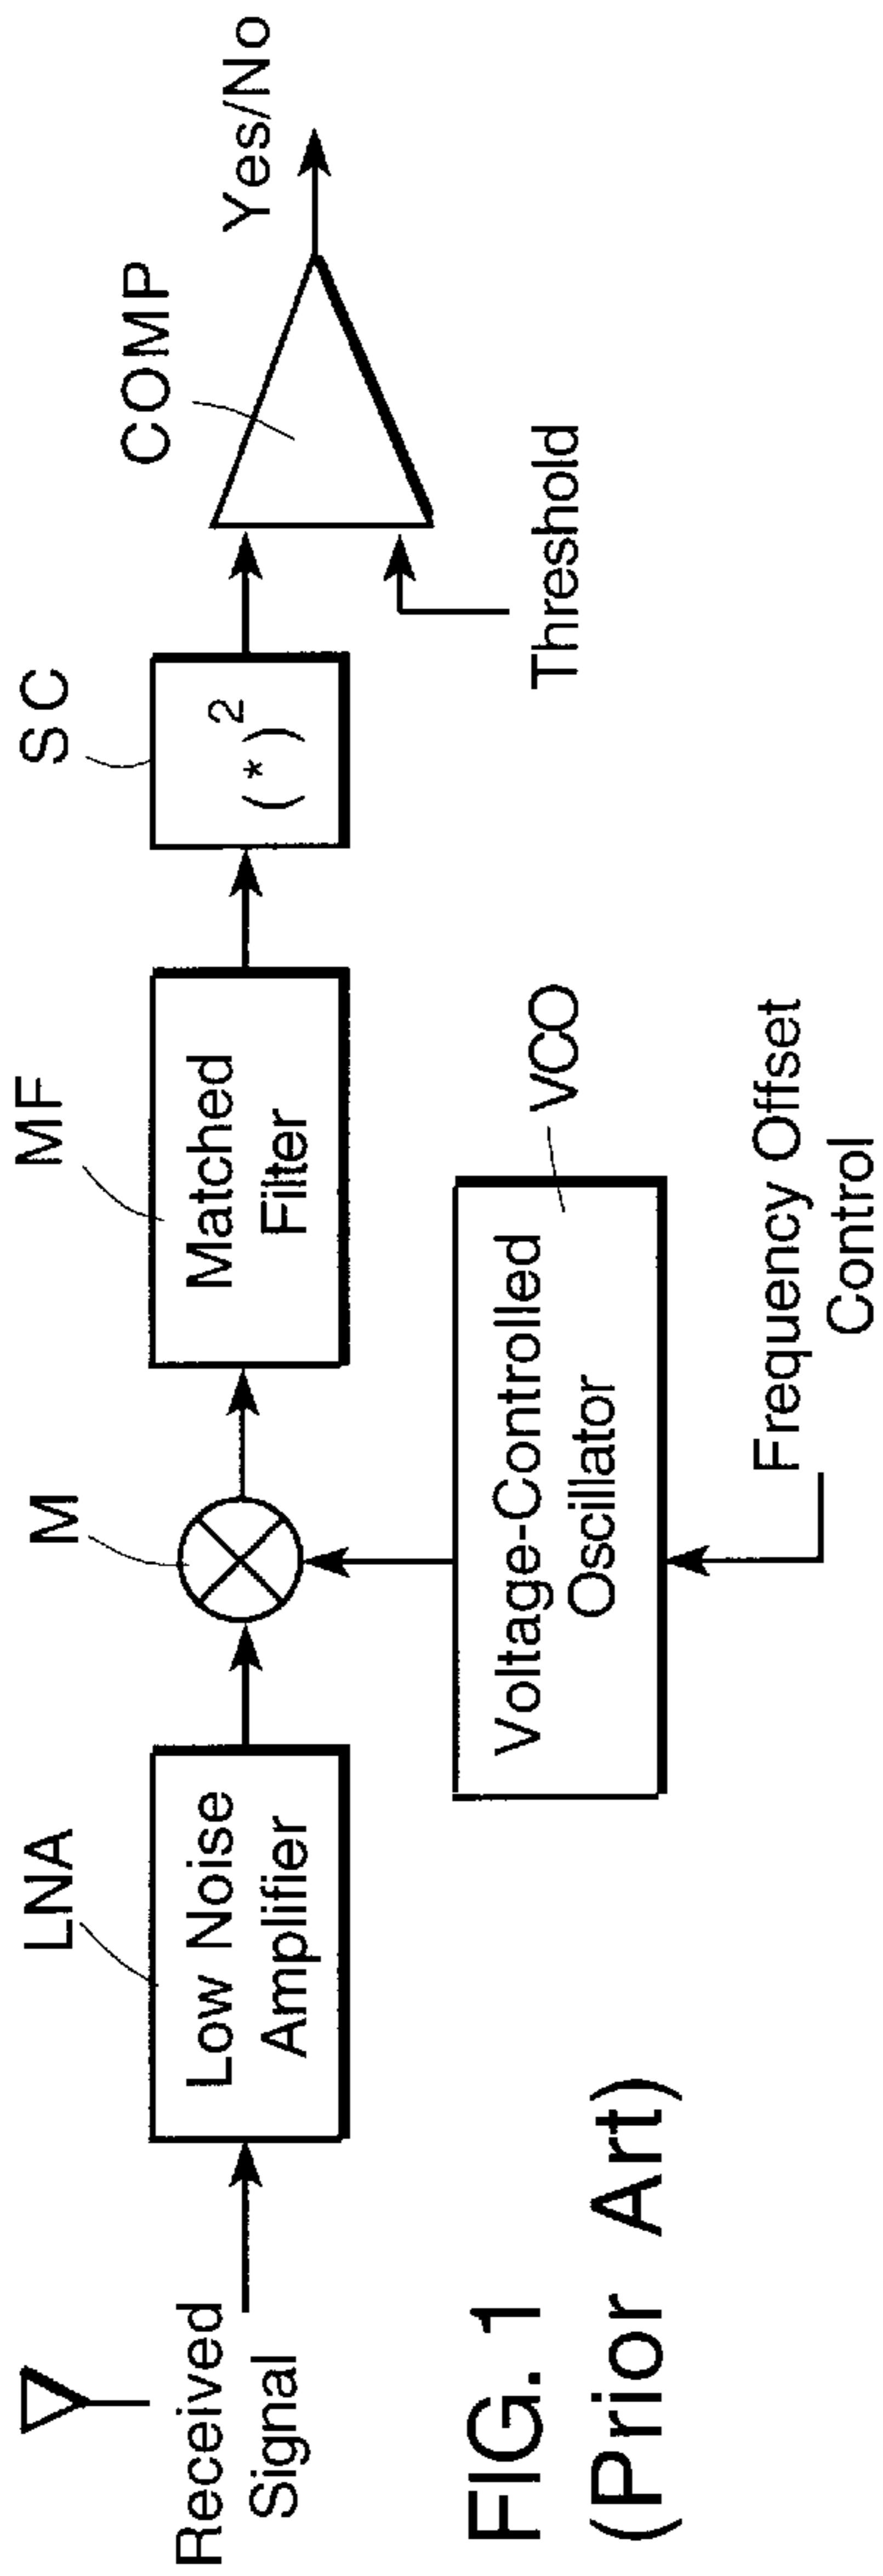 LNA
M
MF
SC
COMP
Received
Signal
Low Noise
Amplifier
Matched
Filter
(*)²
Yes/No
Threshold
Voltage-Controlled
Oscillator
VCO
Frequency Offset
Control
FIG. 1
(Prior Art)